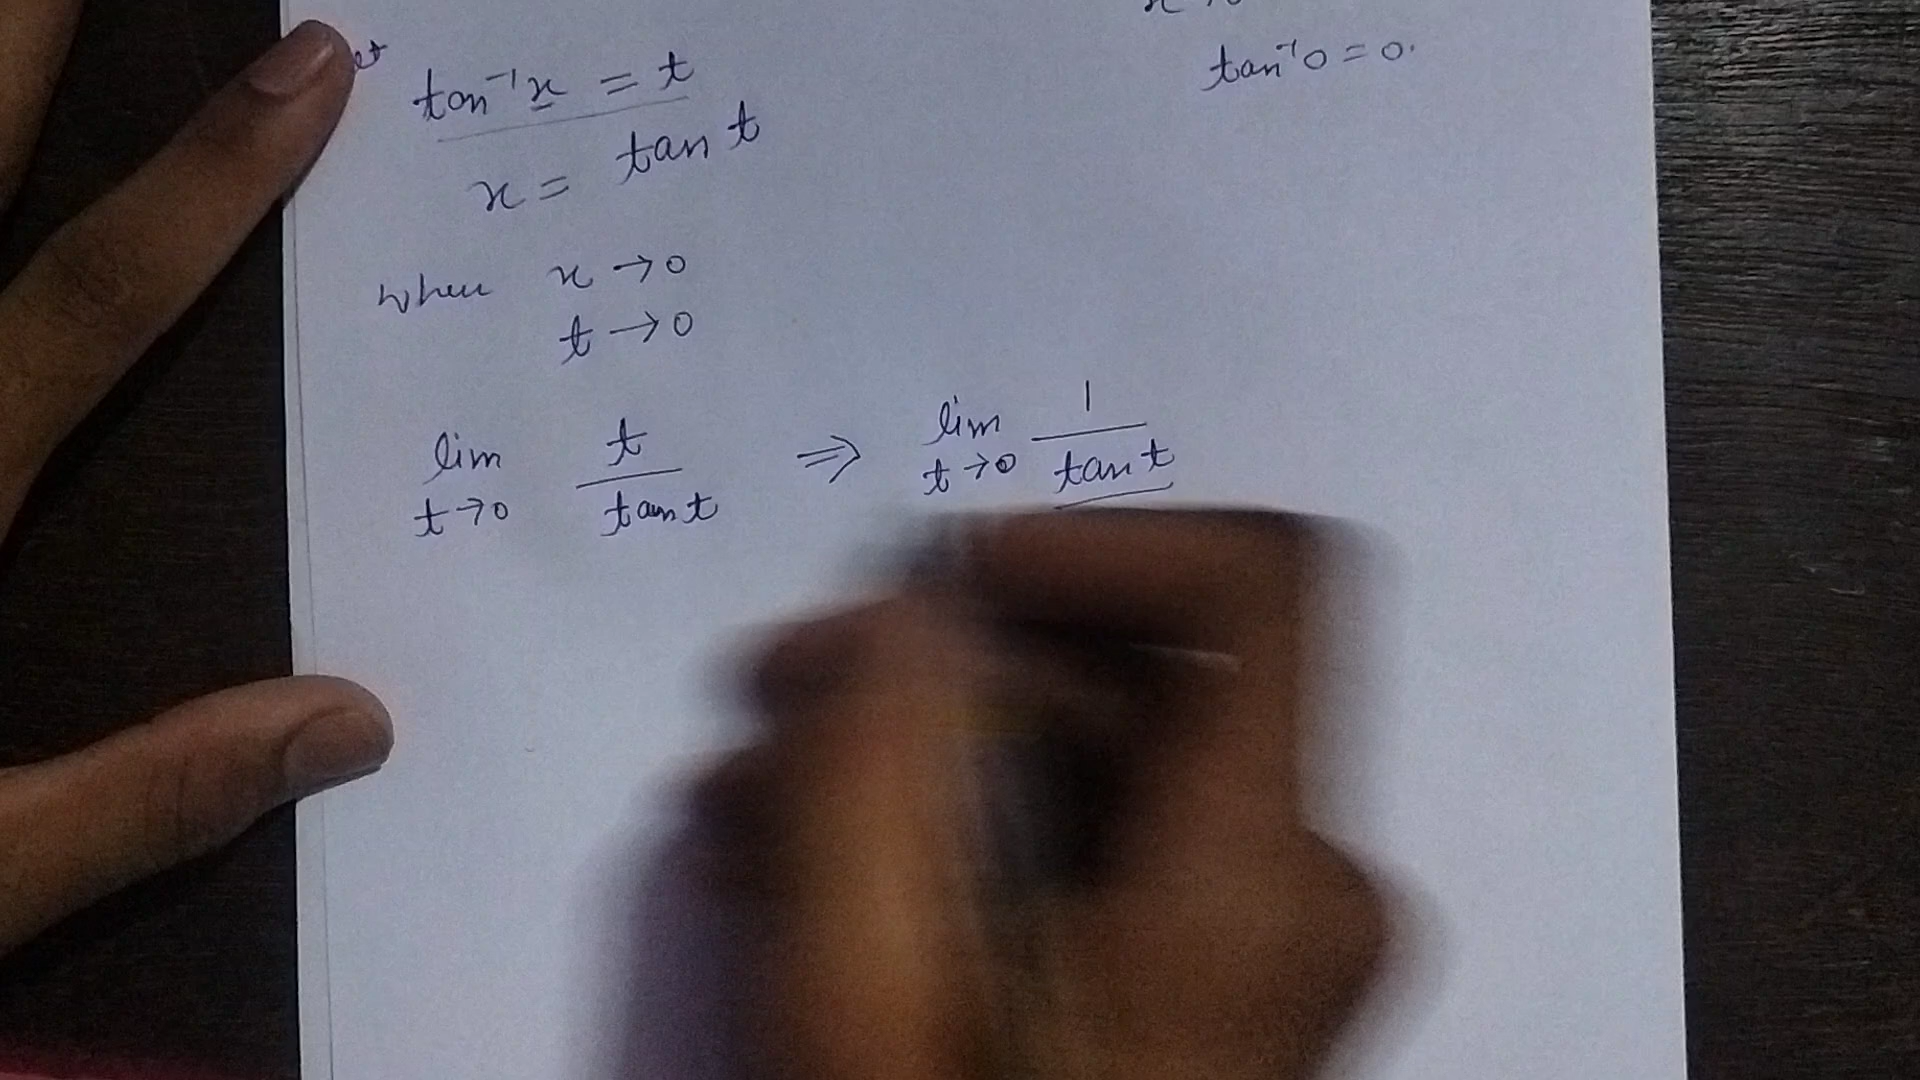 tan⁻¹x = t
tan⁻¹0 = 0.
x = tan t
when x → 0
t → 0
lim t→0 t/tan t ⇒ lim t→0 1/tan t